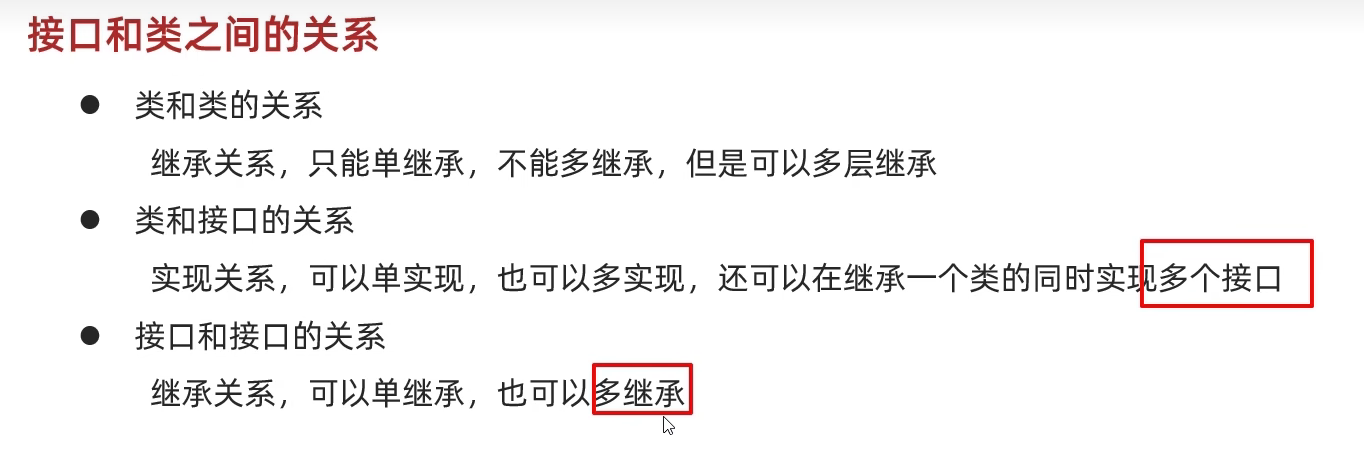 接口和类之间的关系
● 类和类的关系
继承关系，只能单继承，不能多继承，但是可以多层继承
● 类和接口的关系
实现关系，可以单实现，也可以多实现，还可以在继承一个类的同时实现多个接口
● 接口和接口的关系
继承关系，可以单继承，也可以多继承